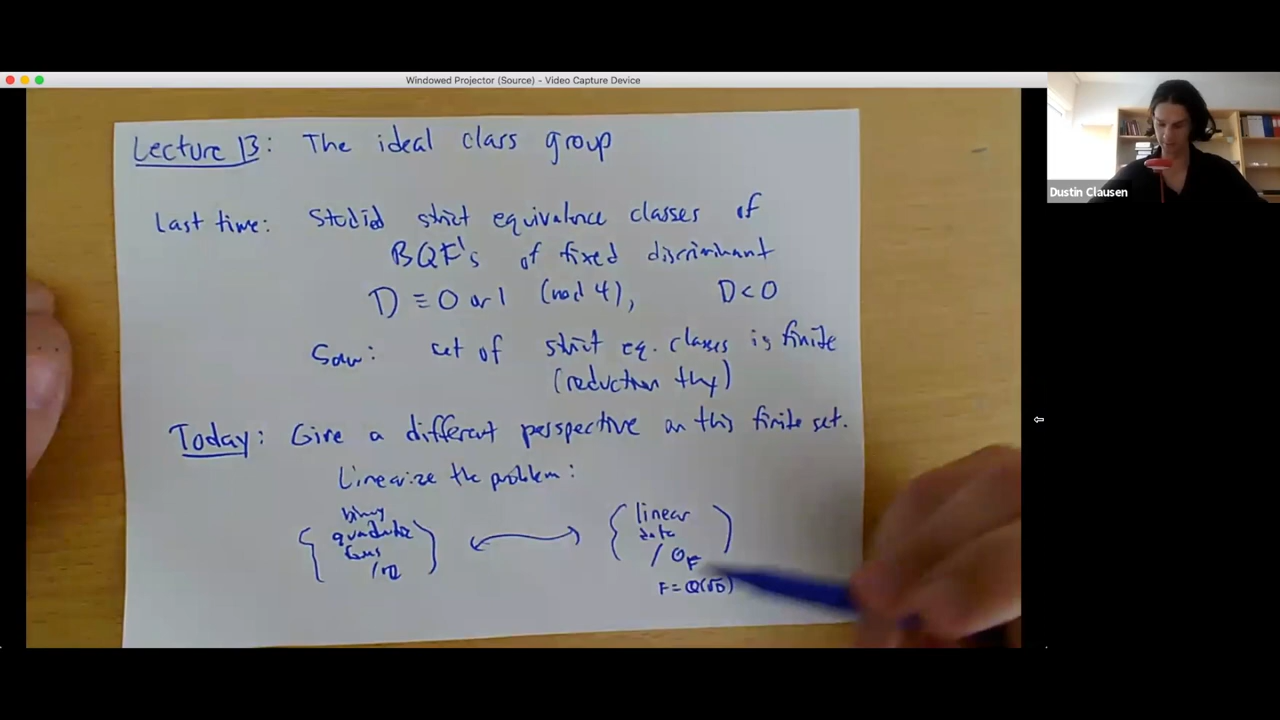 Windowed Projector (Source) - Video Capture Device
Lecture 13: The ideal class group
Last time: Studied strict equivalence classes of
BQF's of fixed discriminant
D ≡ 0 or 1 (mod 4), D < 0
Saw: set of strict eq. classes is finite
(reduction thy)
Today: Give a different perspective on this finite set.
Linearize the problem:
{ binary quadratic forms / ℚ } ↔ { linear data / O_F }
F = Q(√D)
Dustin Clausen